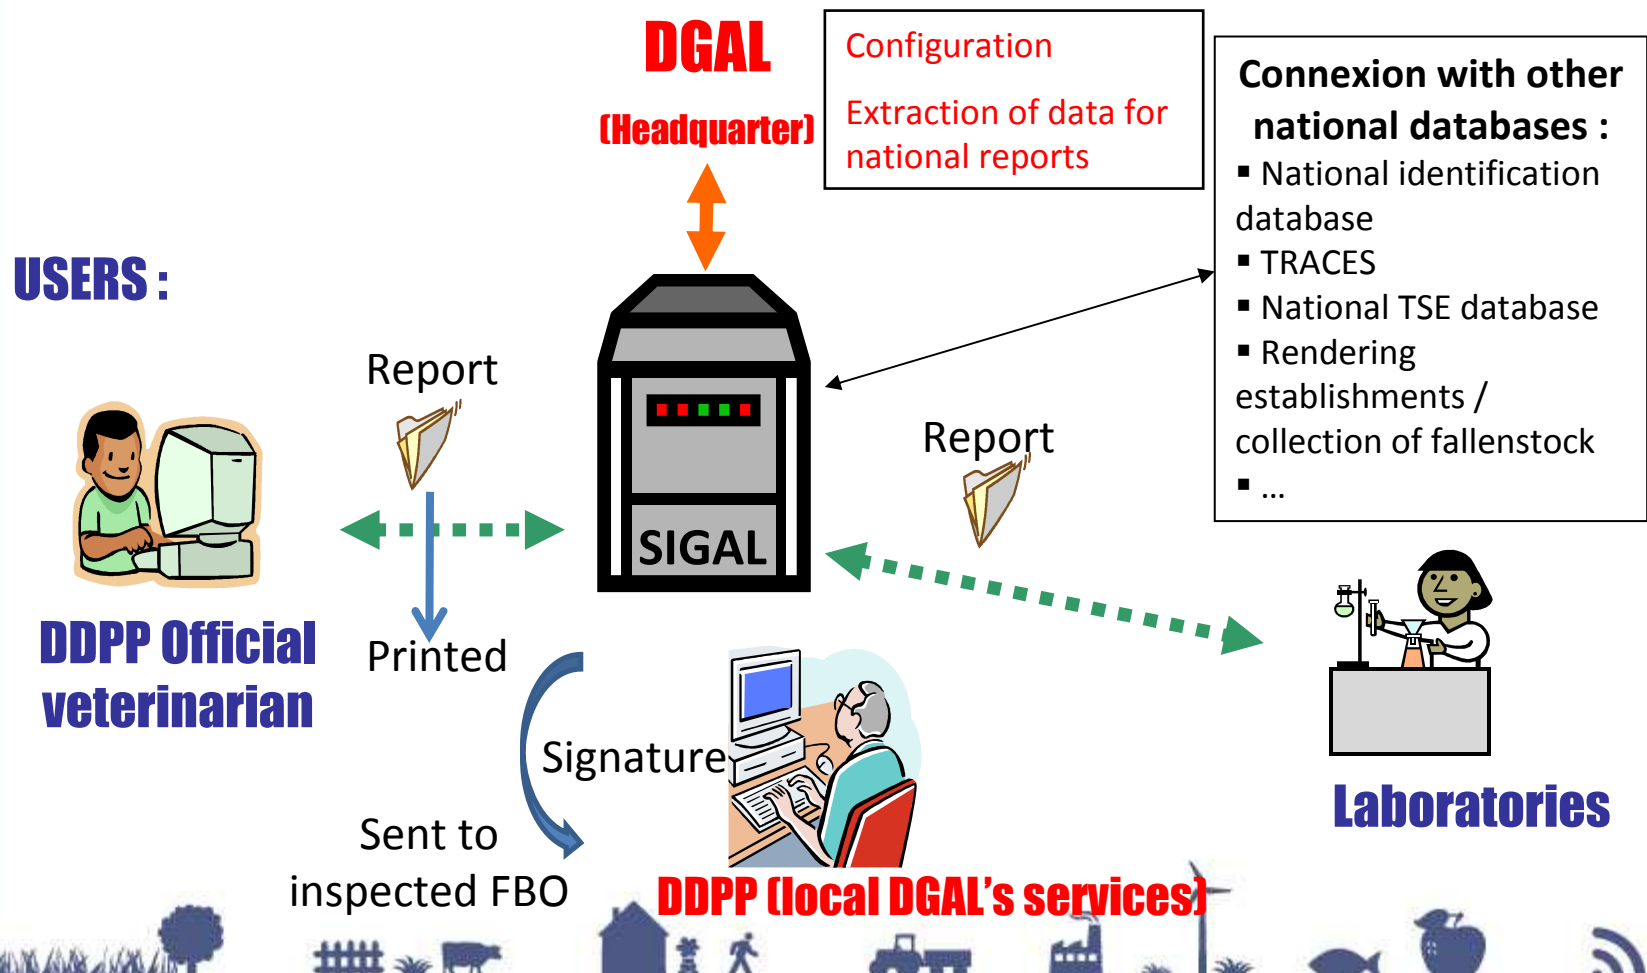 DGAL
(Headquarter)
Configuration
Extraction of data for
national reports
Connexion with other
national databases :
▪ National identification
database
▪ TRACES
▪ National TSE database
▪ Rendering
establishments /
collection of fallenstock
▪ ...
USERS :
Report
Report
SIGAL
DDPP Official
veterinarian
Printed
Signature
Sent to
inspected FBO
Laboratories
DDPP (local DGAL's services)